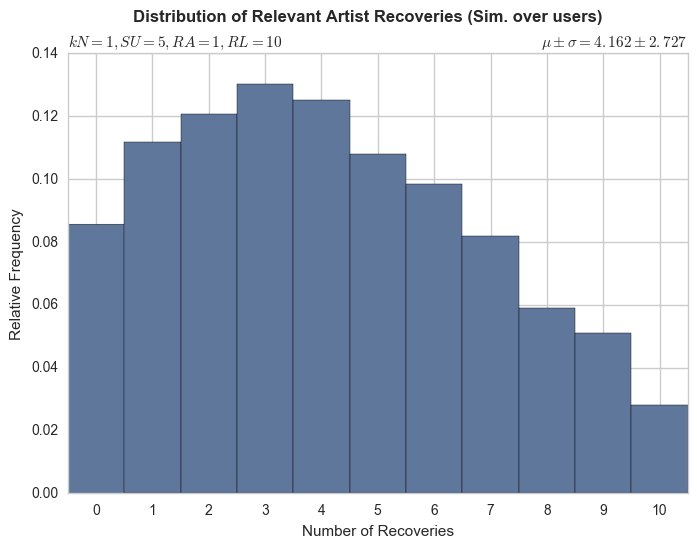 Distribution of Relevant Artist Recoveries (Sim. over users)
kN = 1, SU = 5, RA = 1, RL = 10
μ ± σ = 4.162 ± 2.727
0.14
0.12
0.10
0.08
0.06
0.04
0.02
0.00
Relative Frequency
0 1 2 3 4 5 6 7 8 9 10
Number of Recoveries